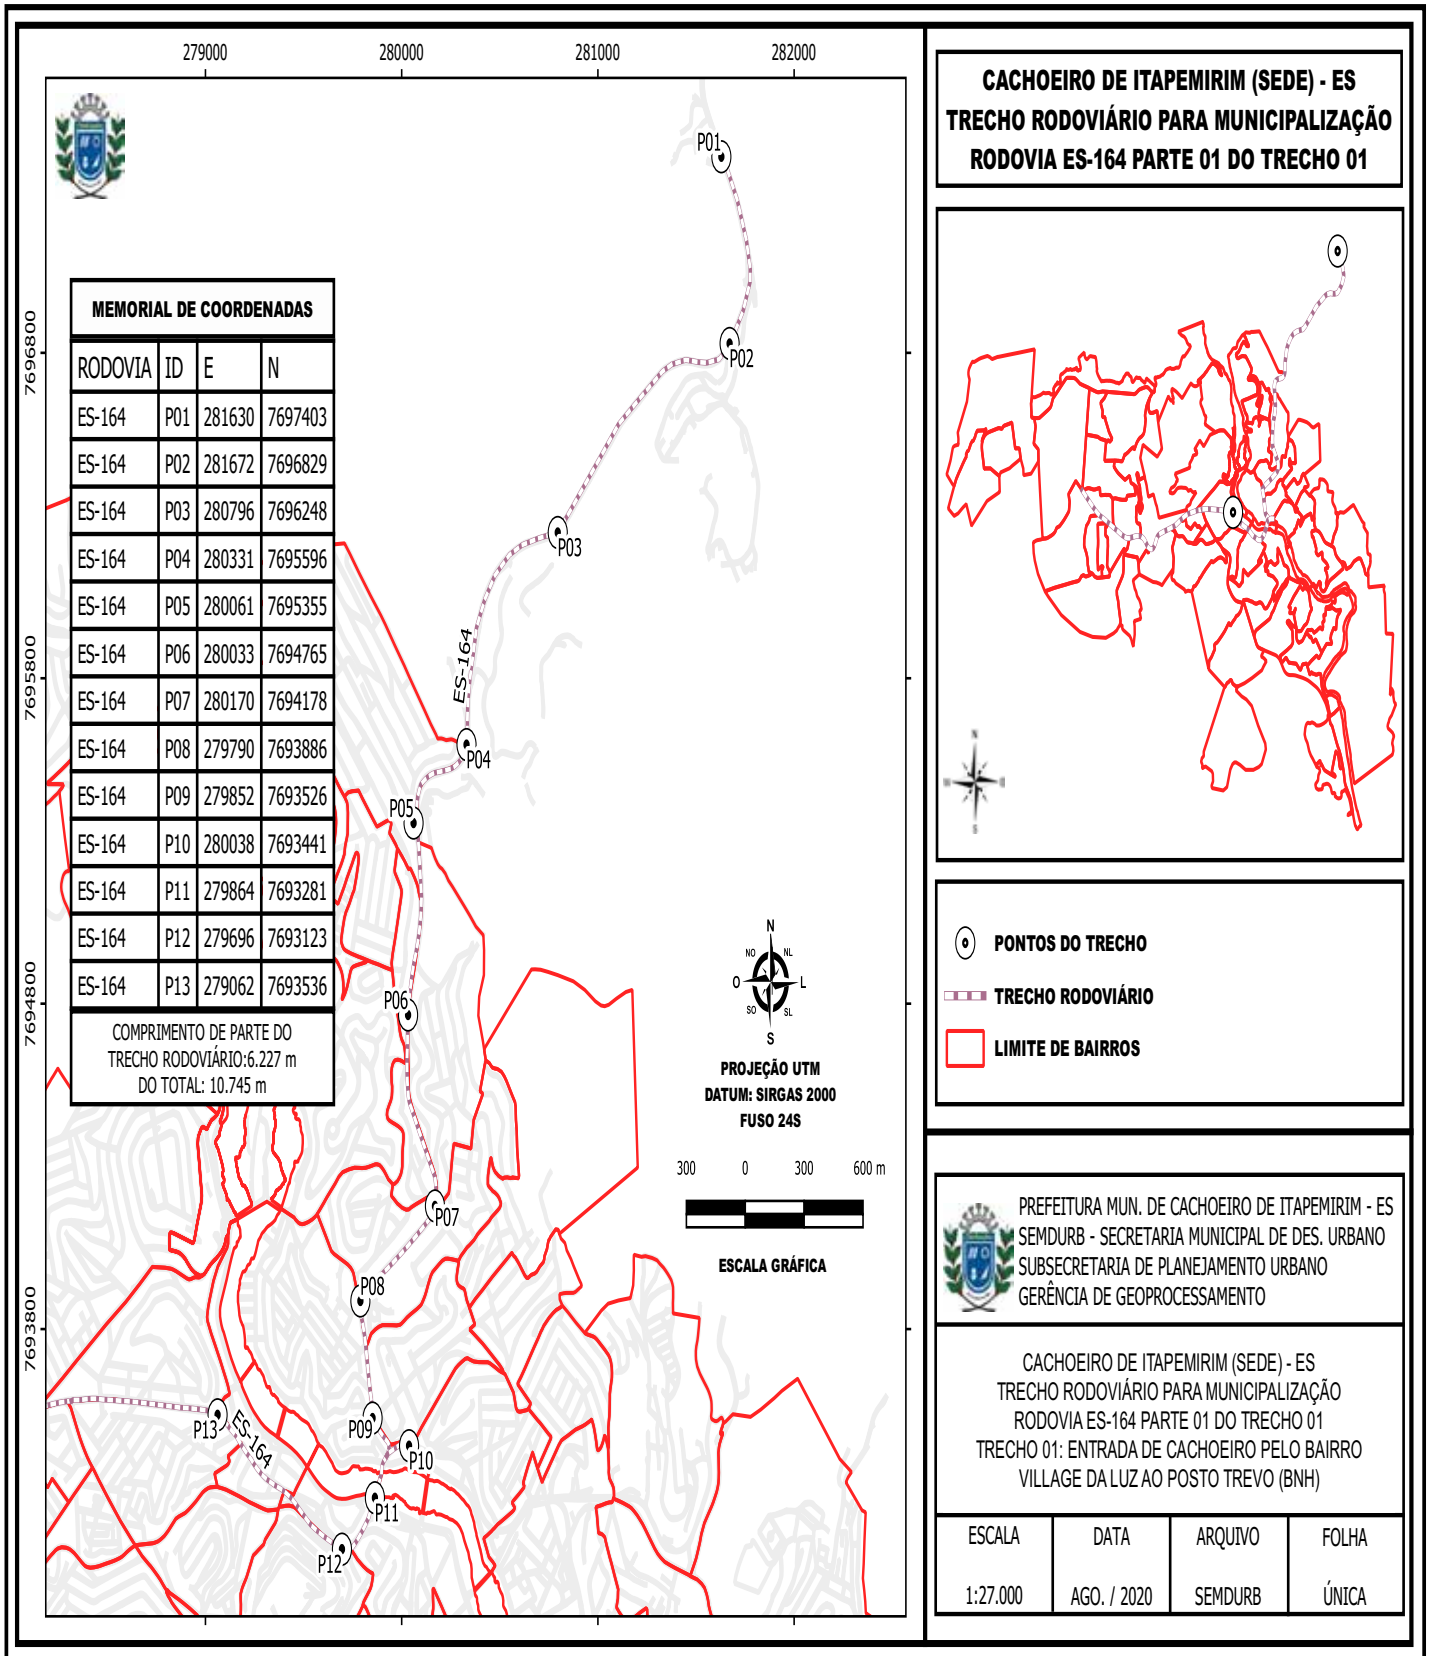 279000 280000 281000 282000
7696800
7695800
7694800
7693800
MEMORIAL DE COORDENADAS
RODOVIA ID E N
ES-164 P01 281630 7697403
ES-164 P02 281672 7696829
ES-164 P03 280796 7696248
ES-164 P04 280331 7695596
ES-164 P05 280061 7695355
ES-164 P06 280033 7694765
ES-164 P07 280170 7694178
ES-164 P08 279790 7693886
ES-164 P09 279852 7693526
ES-164 P10 280038 7693441
ES-164 P11 279864 7693281
ES-164 P12 279696 7693123
ES-164 P13 279062 7693536
COMPRIMENTO DE PARTE DO
TRECHO RODOVIÁRIO:6.227 m
DO TOTAL: 10.745 m
P01
P02
P03
ES-164
P04
P05
P06
P07
P08
P09
P10
P11
P12
P13
ES-164
N
NO NL
O L
SO SL
S
PROJEÇÃO UTM
DATUM: SIRGAS 2000
FUSO 24S
300 0 300 600 m
ESCALA GRÁFICA
CACHOEIRO DE ITAPEMIRIM (SEDE) - ES
TRECHO RODOVIÁRIO PARA MUNICIPALIZAÇÃO
RODOVIA ES-164 PARTE 01 DO TRECHO 01
N
S
PONTOS DO TRECHO
TRECHO RODOVIÁRIO
LIMITE DE BAIRROS
PREFEITURA MUN. DE CACHOEIRO DE ITAPEMIRIM - ES
SEMDURB - SECRETARIA MUNICIPAL DE DES. URBANO
SUBSECRETARIA DE PLANEJAMENTO URBANO
GERÊNCIA DE GEOPROCESSAMENTO
CACHOEIRO DE ITAPEMIRIM (SEDE) - ES
TRECHO RODOVIÁRIO PARA MUNICIPALIZAÇÃO
RODOVIA ES-164 PARTE 01 DO TRECHO 01
TRECHO 01: ENTRADA DE CACHOEIRO PELO BAIRRO
VILLAGE DA LUZ AO POSTO TREVO (BNH)
ESCALA DATA ARQUIVO FOLHA
1:27.000 AGO. / 2020 SEMDURB ÚNICA